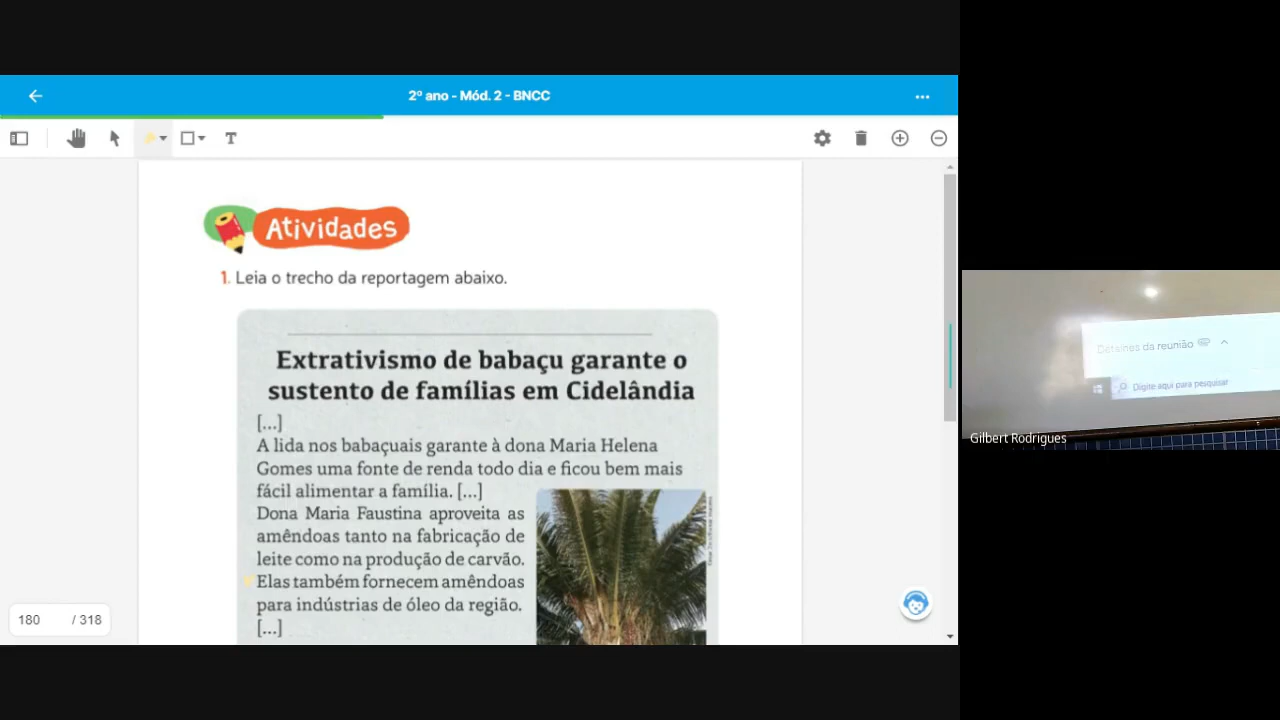 2º ano - Mód. 2 - BNCC
T
Atividades
1. Leia o trecho da reportagem abaixo.
Extrativismo de babaçu garante o
sustento de famílias em Cidelândia
[...]
A lida nos babaçuais garante à dona Maria Helena
Gomes uma fonte de renda todo dia e ficou bem mais
fácil alimentar a família. [...]
Dona Maria Faustina aproveita as
amêndoas tanto na fabricação de
leite como na produção de carvão.
Elas também fornecem amêndoas
para indústrias de óleo da região.
[...]
180 / 318
Detalhes da reunião
Digite aqui para pesquisar
Gilbert Rodrigues